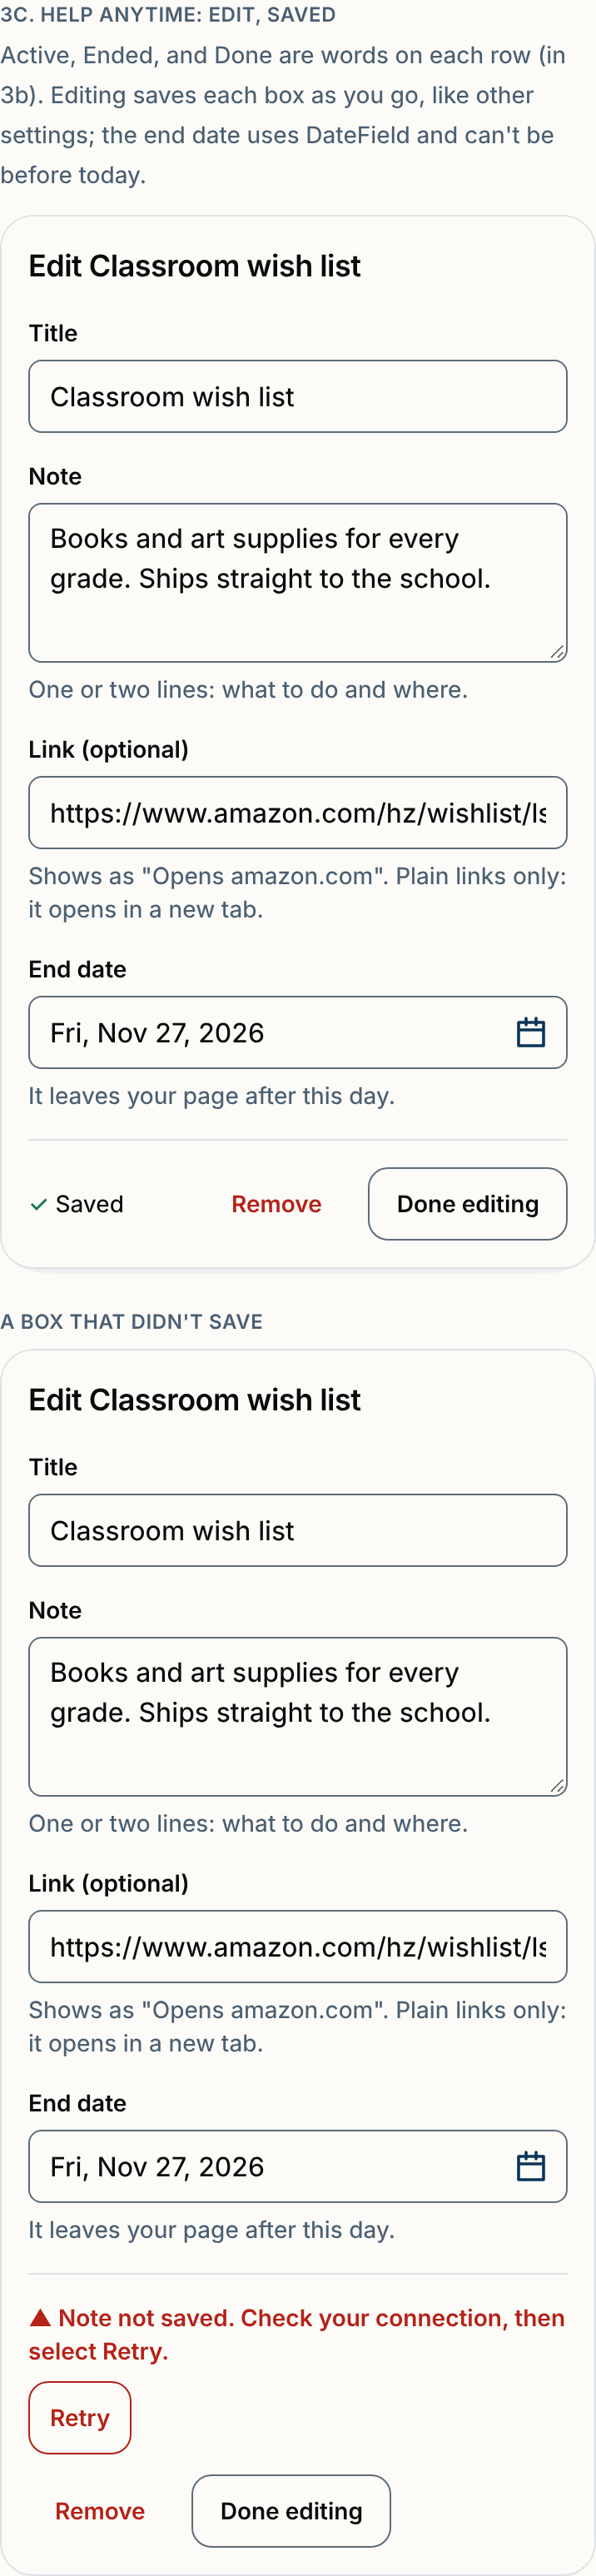 3C. HELP ANYTIME: EDIT, SAVED
Active, Ended, and Done are words on each row (in
3b). Editing saves each box as you go, like other
settings; the end date uses DateField and can't be
before today.
Edit Classroom wish list
Title
Classroom wish list
Note
Books and art supplies for every
grade. Ships straight to the school.
One or two lines: what to do and where.
Link (optional)
https://www.amazon.com/hz/wishlist/ls
Shows as "Opens amazon.com". Plain links only:
it opens in a new tab.
End date
Fri, Nov 27, 2026
It leaves your page after this day.
✓ Saved Remove Done editing
A BOX THAT DIDN'T SAVE
Edit Classroom wish list
Title
Classroom wish list
Note
Books and art supplies for every
grade. Ships straight to the school.
One or two lines: what to do and where.
Link (optional)
https://www.amazon.com/hz/wishlist/ls
Shows as "Opens amazon.com". Plain links only:
it opens in a new tab.
End date
Fri, Nov 27, 2026
It leaves your page after this day.
▲ Note not saved. Check your connection, then
select Retry.
Retry
Remove Done editing